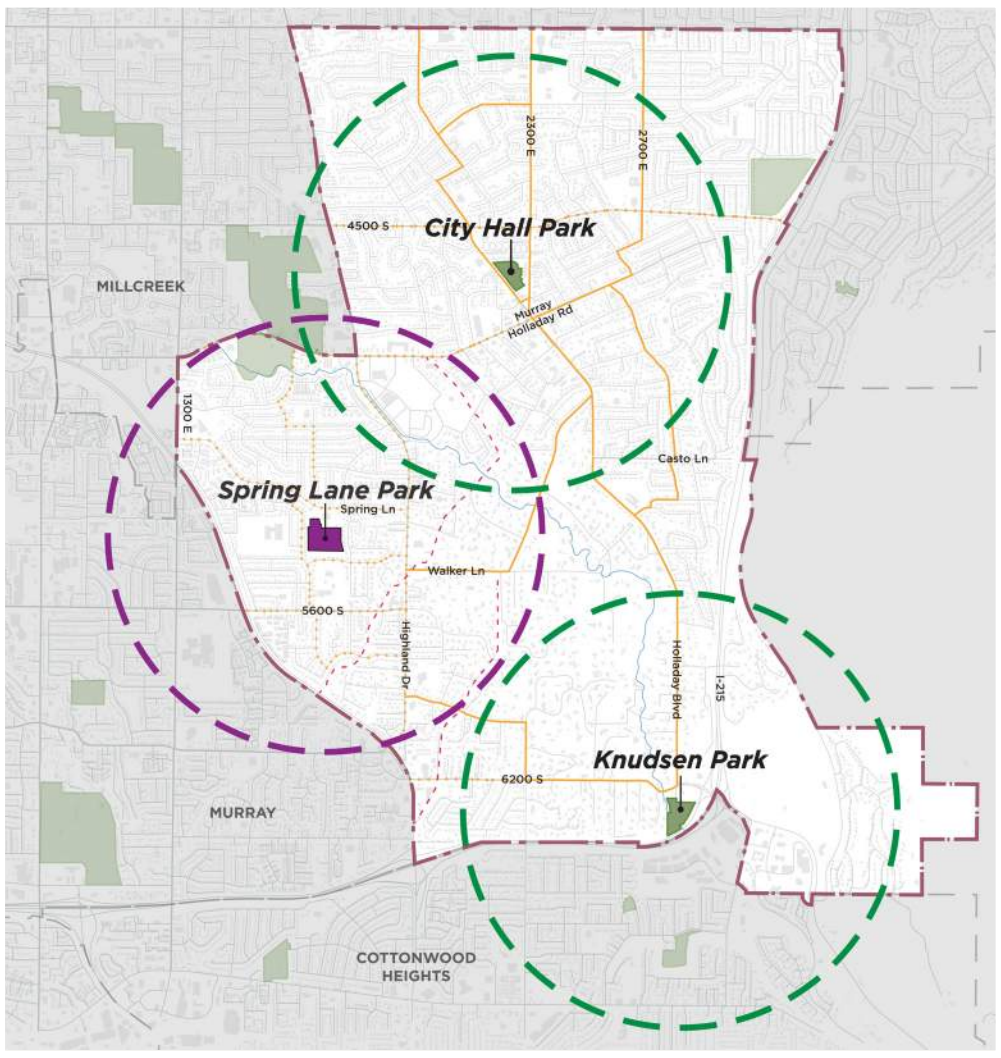 2300 E
2700 E
4500 S
City Hall Park
MILLCREEK
Murray
Holladay Rd
1300 E
Casto Ln
Spring Lane Park
Spring Ln
Walker Ln
5600 S
Highland Dr
Holladay Blvd
I-215
Knudsen Park
6200 S
MURRAY
COTTONWOOD
HEIGHTS